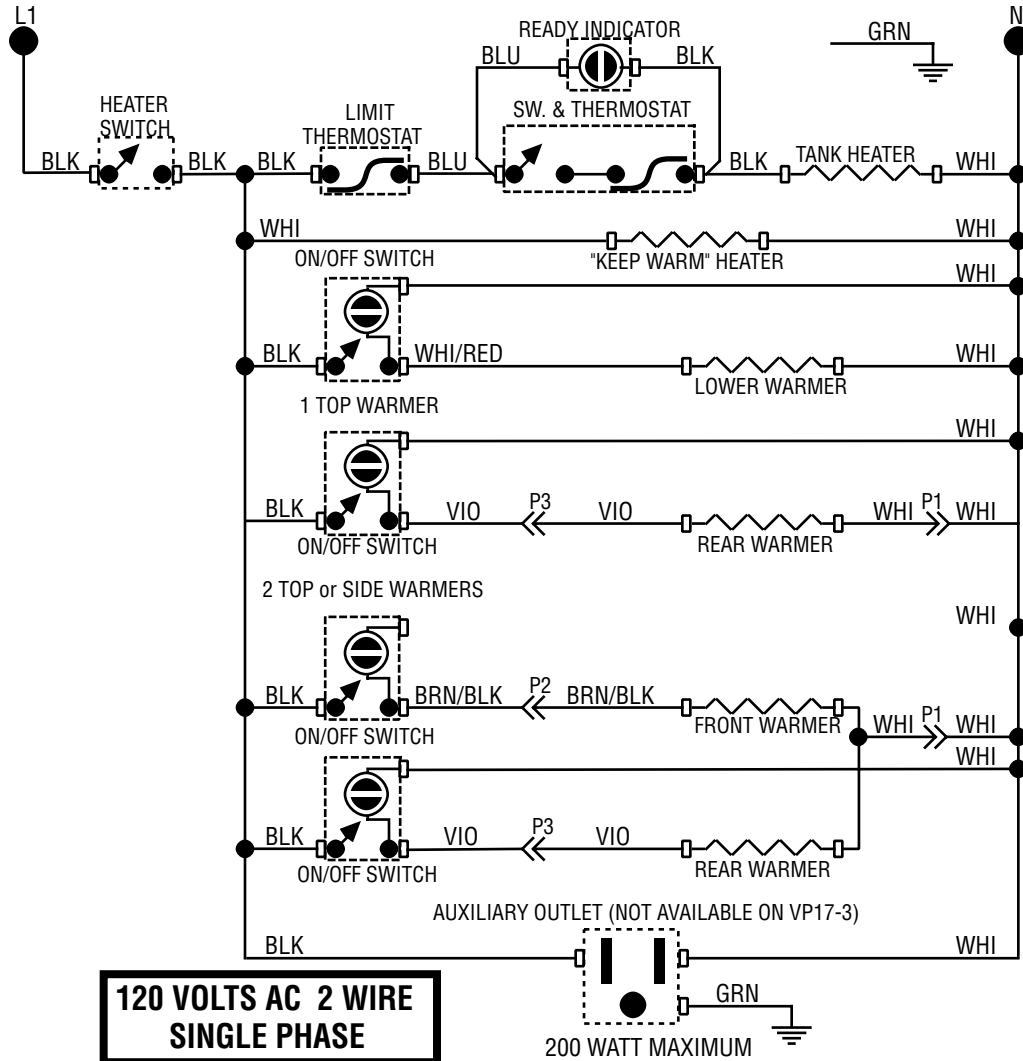 L1
N
READY INDICATOR
GRN
BLU
BLK
HEATER
SWITCH
LIMIT
THERMOSTAT
SW. & THERMOSTAT
BLK
BLK
BLK
BLU
BLK
TANK HEATER
WHI
WHI
"KEEP WARM" HEATER
WHI
ON/OFF SWITCH
WHI
BLK
WHI/RED
LOWER WARMER
WHI
1 TOP WARMER
WHI
BLK
VIO
P3
VIO
REAR WARMER
WHI
P1
WHI
ON/OFF SWITCH
2 TOP or SIDE WARMERS
WHI
BLK
BRN/BLK
P2
BRN/BLK
FRONT WARMER
WHI
P1
WHI
ON/OFF SWITCH
WHI
BLK
VIO
P3
VIO
REAR WARMER
ON/OFF SWITCH
AUXILIARY OUTLET (NOT AVAILABLE ON VP17-3)
BLK
WHI
GRN
120 VOLTS AC 2 WIRE
SINGLE PHASE
200 WATT MAXIMUM